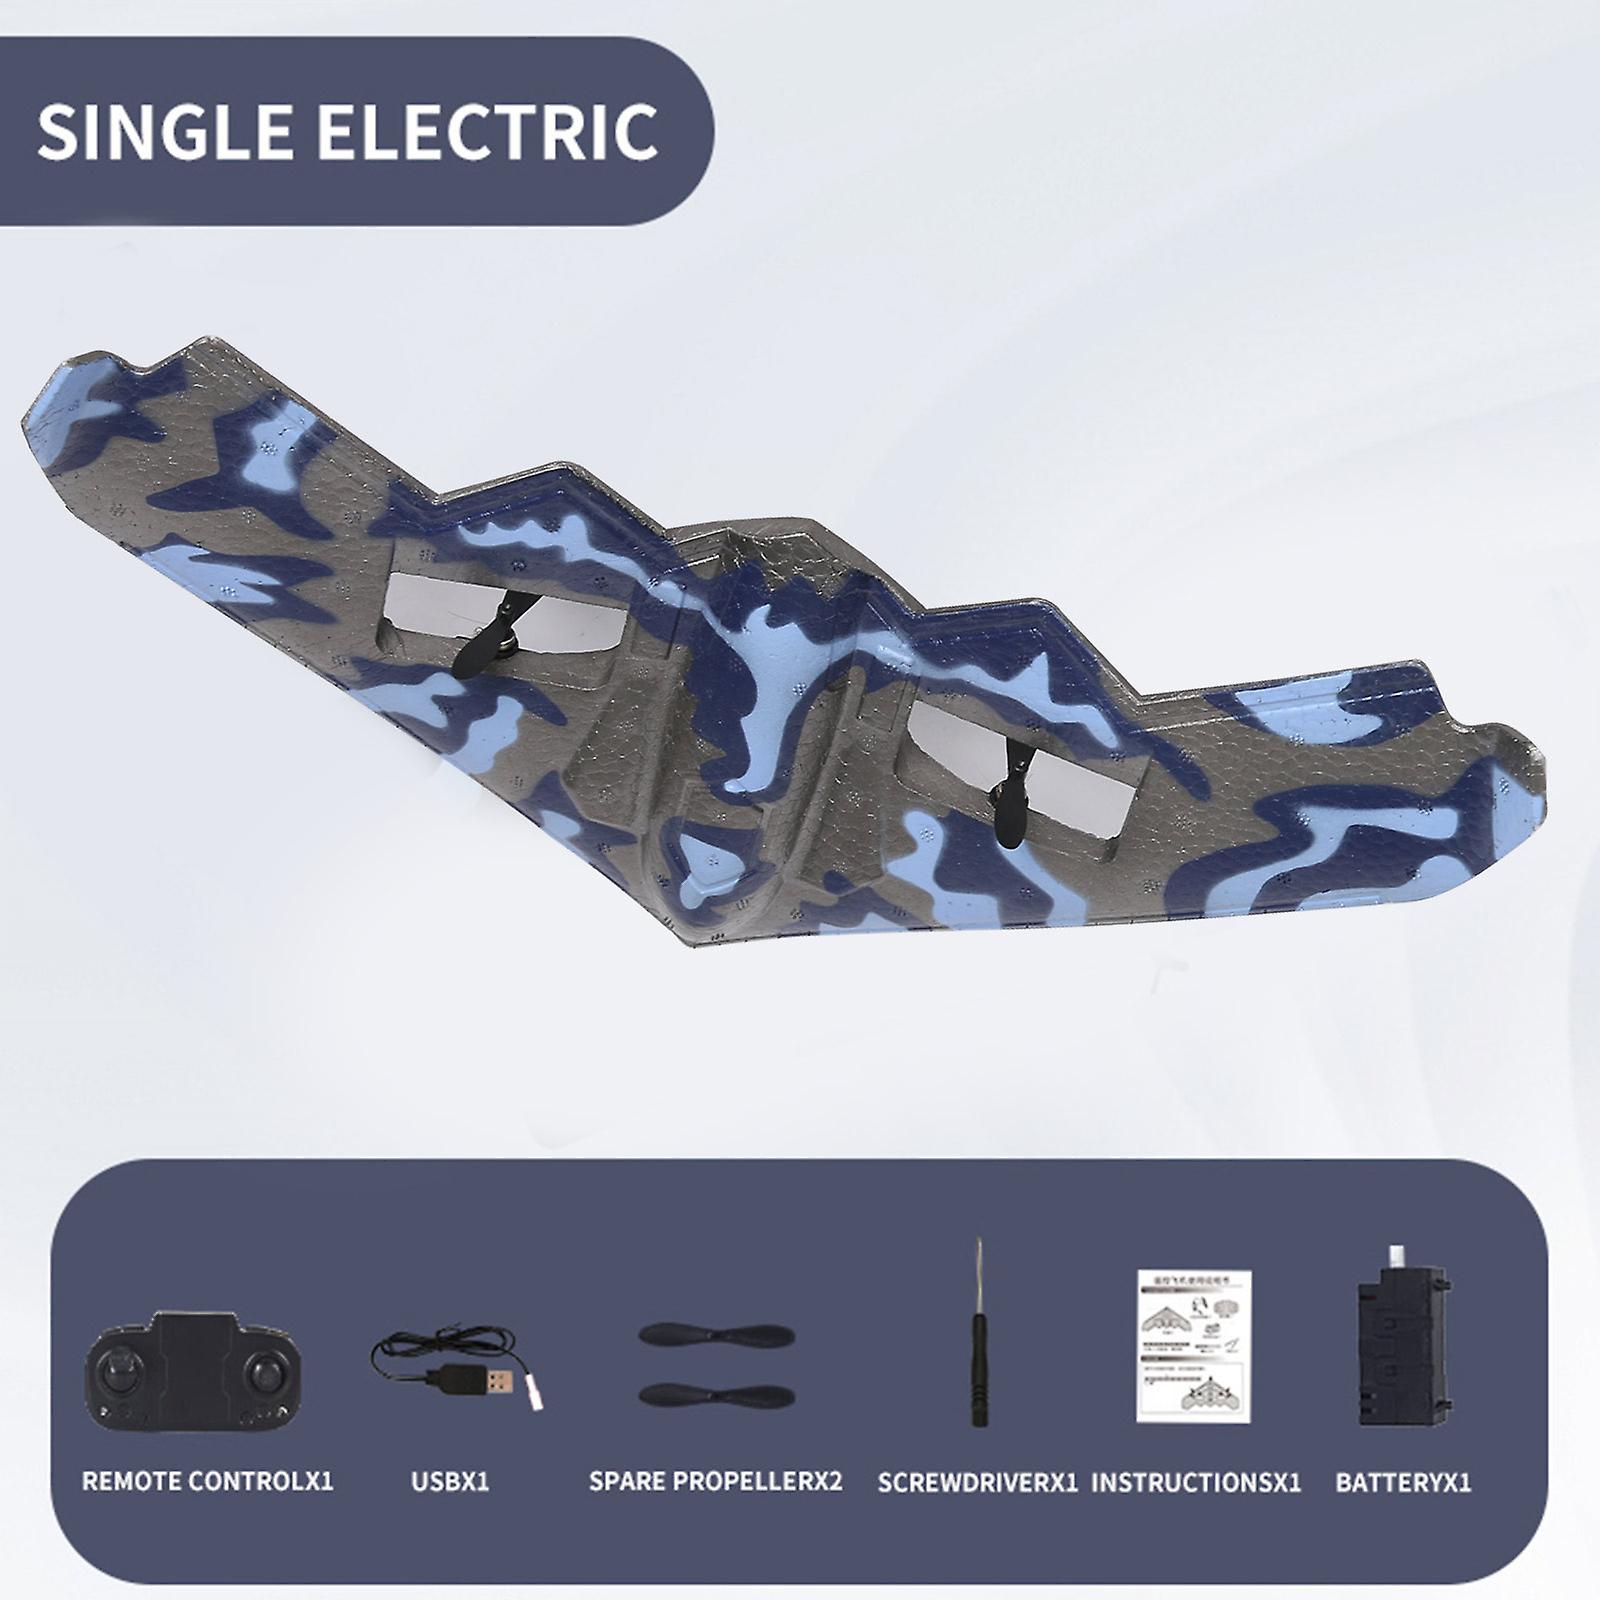 SINGLE ELECTRIC
REMOTE CONTROLX1
USBX1
SPARE PROPELLERX2
SCREWDRIVERX1
INSTRUCTIONSX1
BATTERYX1